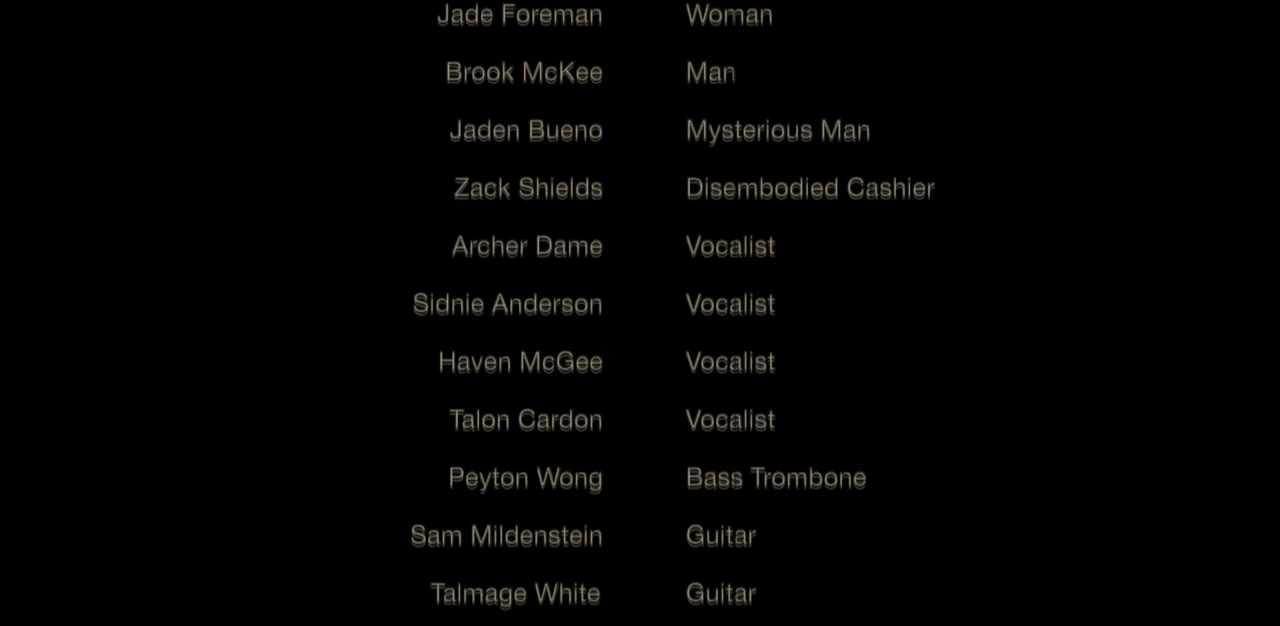 Jade Foreman Woman
Brook McKee Man
Jaden Bueno Mysterious Man
Zack Shields Disembodied Cashier
Archer Dame Vocalist
Sidnie Anderson Vocalist
Haven McGee Vocalist
Talon Cardon Vocalist
Peyton Wong Bass Trombone
Sam Mildenstein Guitar
Talmage White Guitar